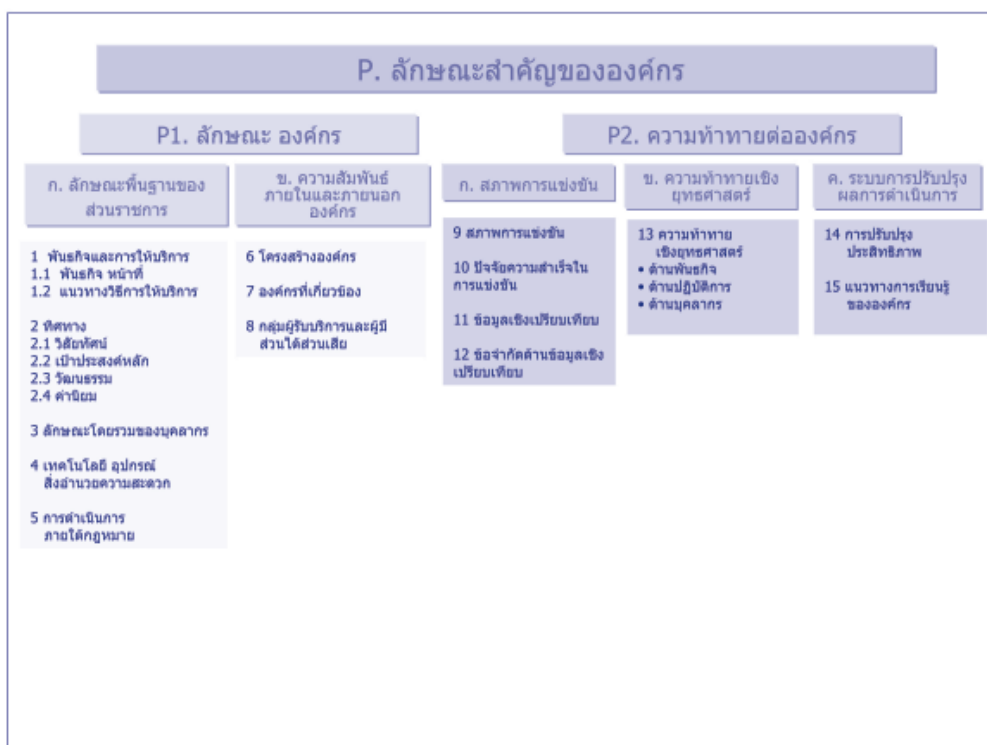 P. ลักษณะสำคัญขององค์กร
P1. ลักษณะ องค์กร
ก. ลักษณะพื้นฐานของ
ส่วนราชการ
1 พันธกิจและการให้บริการ
1.1 พันธกิจ หน้าที่
1.2 แนวทางวิธีการให้บริการ
2 ทิศทาง
2.1 วิสัยทัศน์
2.2 เป้าประสงค์หลัก
2.3 วัฒนธรรม
2.4 ค่านิยม
3 ลักษณะโดยรวมของบุคลากร
4 เทคโนโลยี อุปกรณ์
สิ่งอำนวยความสะดวก
5 การดำเนินการ
ภายใต้กฎหมาย
ข. ความสัมพันธ์
ภายในและภายนอก
องค์กร
6 โครงสร้างองค์กร
7 องค์กรที่เกี่ยวข้อง
8 กลุ่มผู้รับบริการและผู้มี
ส่วนได้ส่วนเสีย
P2. ความท้าทายต่อองค์กร
ก. สภาพการแข่งขัน
9 สภาพการแข่งขัน
10 ปัจจัยความสำเร็จใน
การแข่งขัน
11 ข้อมูลเชิงเปรียบเทียบ
12 ข้อจำกัดด้านข้อมูลเชิง
เปรียบเทียบ
ข. ความท้าทายเชิง
ยุทธศาสตร์
13 ความท้าทาย
เชิงยุทธศาสตร์
• ด้านพันธกิจ
• ด้านปฏิบัติการ
• ด้านบุคลากร
ค. ระบบการปรับปรุง
ผลการดำเนินการ
14 การปรับปรุง
ประสิทธิภาพ
15 แนวทางการเรียนรู้
ขององค์กร